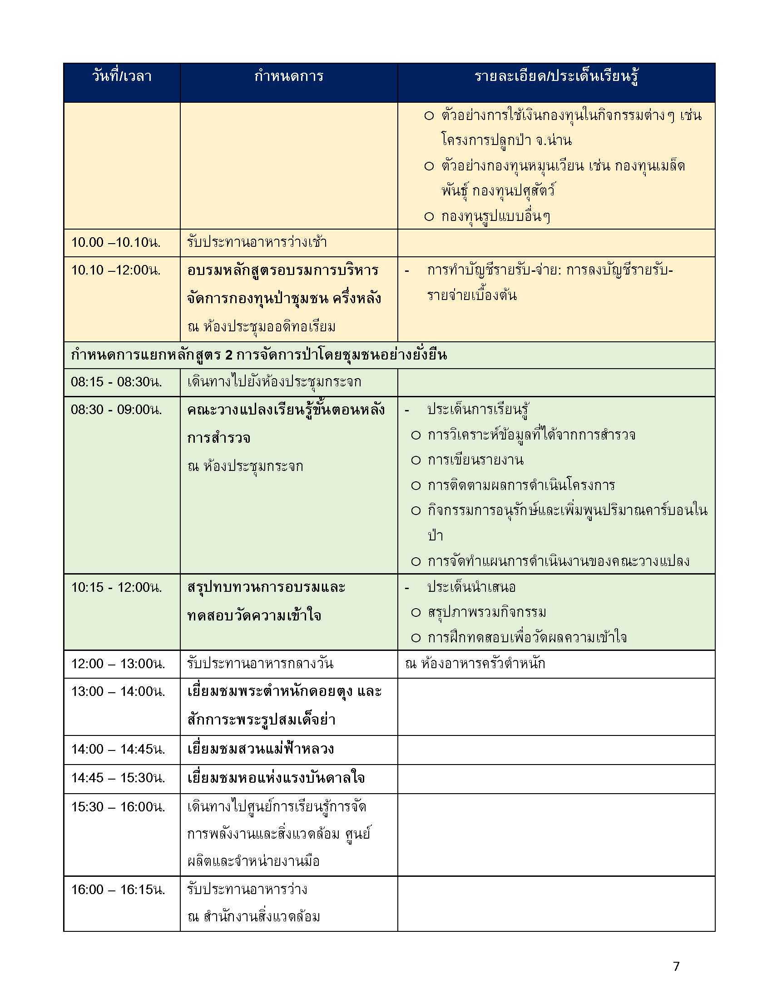 วันที่/เวลา กำหนดการ รายละเอียด/ประเด็นเรียนรู้
o ตัวอย่างการใช้เงินกองทุนในกิจกรรมต่างๆ เช่น
โครงการปลูกป่า จ.น่าน
o ตัวอย่างกองทุนหมุนเวียน เช่น กองทุนเมล็ด
พันธุ์ กองทุนปศุสัตว์
o กองทุนรูปแบบอื่นๆ
10.00 –10.10น. รับประทานอาหารว่างเช้า
10.10 –12:00น. อบรมหลักสูตรอบรมการบริหาร
จัดการกองทุนป่าชุมชน ครึ่งหลัง
ณ ห้องประชุมออดิทอเรียม
- การทำบัญชีรายรับ-จ่าย: การลงบัญชีรายรับ-
รายจ่ายเบื้องต้น
กำหนดการแยกหลักสูตร 2 การจัดการป่าโดยชุมชนอย่างยั่งยืน
08:15 - 08:30น. เดินทางไปยังห้องประชุมกระจก
08:30 - 09:00น. คณะวางแปลงเรียนรู้ขั้นตอนหลัง
การสำรวจ
ณ ห้องประชุมกระจก
- ประเด็นการเรียนรู้
o การวิเคราะห์ข้อมูลที่ได้จากการสำรวจ
o การเขียนรายงาน
o การติดตามผลการดำเนินโครงการ
o กิจกรรมการอนุรักษ์และเพิ่มพูนปริมาณคาร์บอนใน
ป่า
o การจัดทำแผนการดำเนินงานของคณะวางแปลง
10:15 - 12:00น. สรุปทบทวนการอบรมและ
ทดสอบวัดความเข้าใจ
- ประเด็นนำเสนอ
o สรุปภาพรวมกิจกรรม
o การฝึกทดสอบเพื่อวัดผลความเข้าใจ
12:00 – 13:00น. รับประทานอาหารกลางวัน ณ ห้องอาหารครัวตำหนัก
13:00 – 14:00น. เยี่ยมชมพระตำหนักดอยตุง และ
สักการะพระรูปสมเด็จย่า
14:00 – 14:45น. เยี่ยมชมสวนแม่ฟ้าหลวง
14:45 – 15:30น. เยี่ยมชมหอแห่งแรงบันดาลใจ
15:30 – 16:00น. เดินทางไปศูนย์การเรียนรู้การจัด
การพลังงานและสิ่งแวดล้อม ศูนย์
ผลิตและจำหน่ายงานมือ
16:00 – 16:15น. รับประทานอาหารว่าง
ณ สำนักงานสิ่งแวดล้อม
7